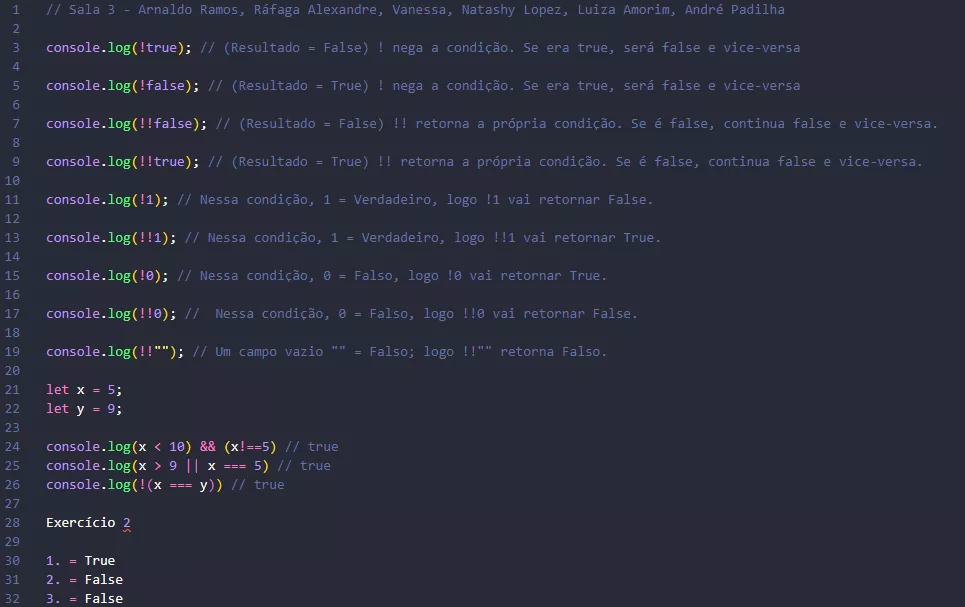 1 // Sala 3 - Arnaldo Ramos, Ráfaga Alexandre, Vanessa, Natashy Lopez, Luiza Amorim, André Padilha
2
3 console.log(!true); // (Resultado = False) ! nega a condição. Se era true, será false e vice-versa
4
5 console.log(!false); // (Resultado = True) ! nega a condição. Se era true, será false e vice-versa
6
7 console.log(!!false); // (Resultado = False) !! retorna a própria condição. Se é false, continua false e vice-versa.
8
9 console.log(!!true); // (Resultado = True) !! retorna a própria condição. Se é false, continua false e vice-versa.
10
11 console.log(!1); // Nessa condição, 1 = Verdadeiro, logo !1 vai retornar False.
12
13 console.log(!!1); // Nessa condição, 1 = Verdadeiro, logo !!1 vai retornar True.
14
15 console.log(!0); // Nessa condição, 0 = Falso, logo !0 vai retornar True.
16
17 console.log(!!0); //  Nessa condição, 0 = Falso, logo !!0 vai retornar False.
18
19 console.log(!!""); // Um campo vazio "" = Falso; logo !!"" retorna Falso.
20
21 let x = 5;
22 let y = 9;
23
24 console.log(x < 10) && (x!==5) // true
25 console.log(x > 9 || x === 5) // true
26 console.log(!(x === y)) // true
27
28 Exercício 2
29
30 1. = True
31 2. = False
32 3. = False